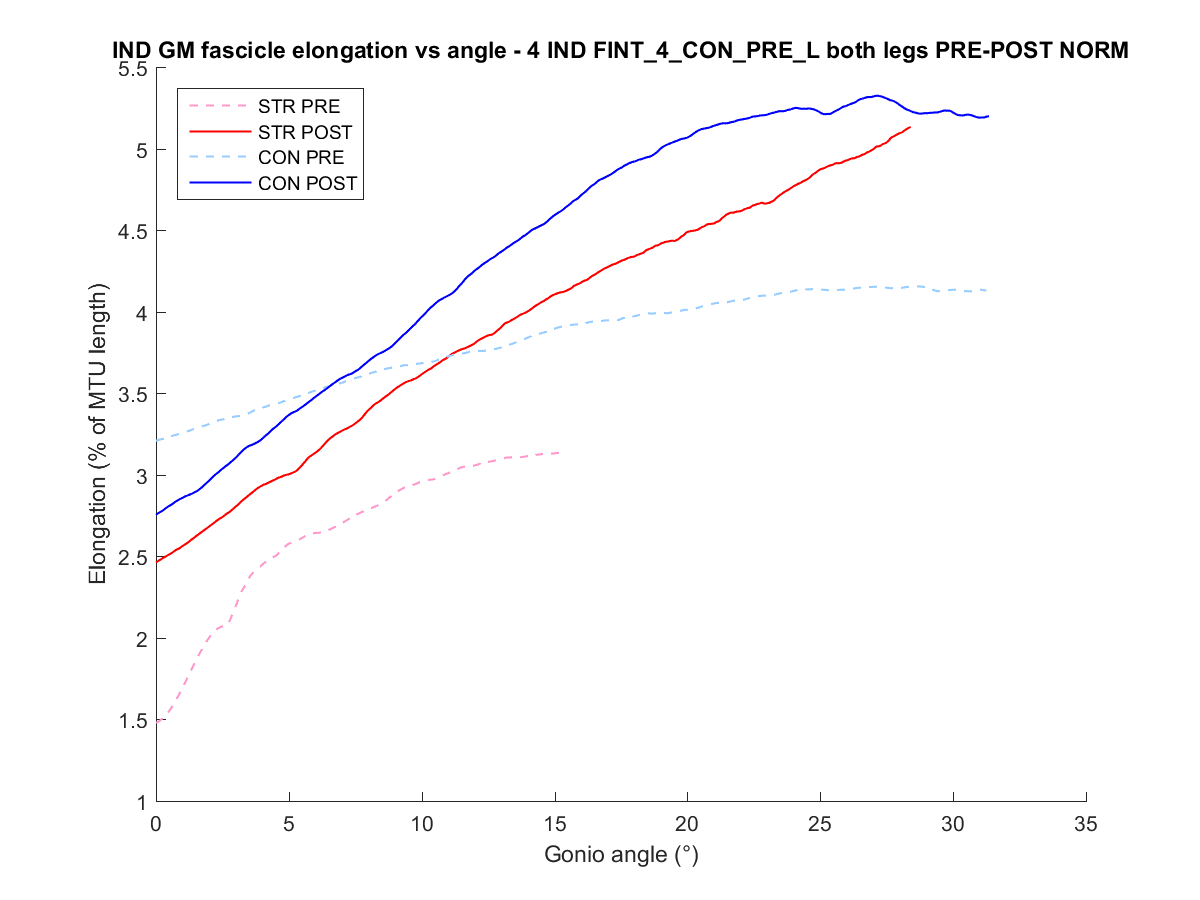 IND GM fascicle elongation vs angle - 4 IND FINT_4_CON_PRE_L both legs PRE-POST NORM
5.5
5
4.5
4
3.5
3
2.5
2
1.5
1
Elongation (% of MTU length)
STR PRE
STR POST
CON PRE
CON POST
0 5 10 15 20 25 30 35
Gonio angle (°)